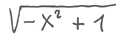 √(-x² + 1)